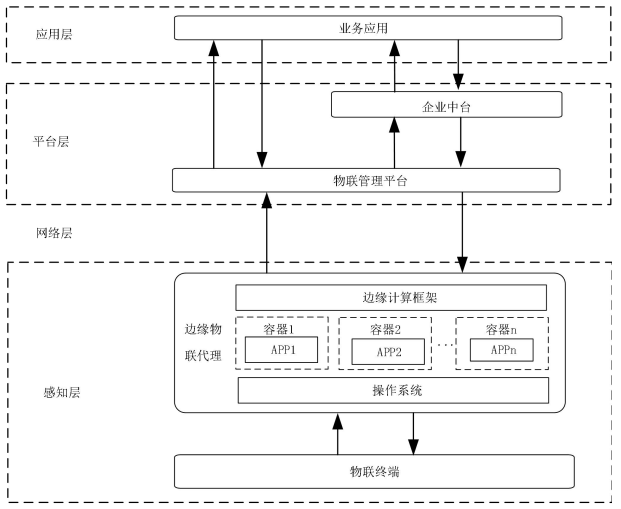 应用层
业务应用
企业中台
平台层
物联管理平台
网络层
边缘计算框架
边缘物
联代理
容器1
APP1
容器2
APP2
...
容器n
APPn
操作系统
感知层
物联终端